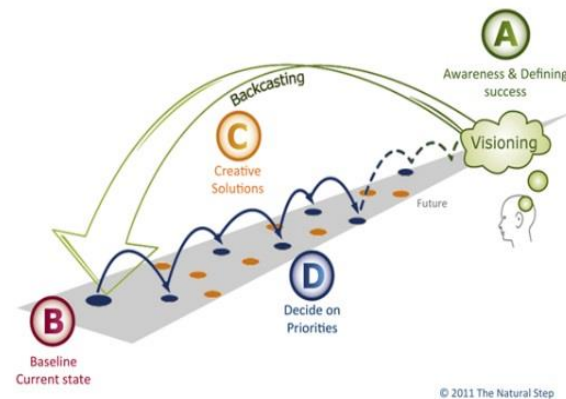 A
Awareness & Defining
success
Backcasting
Visioning
C
Creative
Solutions
Future
D
Decide on
Priorities
B
Baseline
Current state
© 2011 The Natural Step